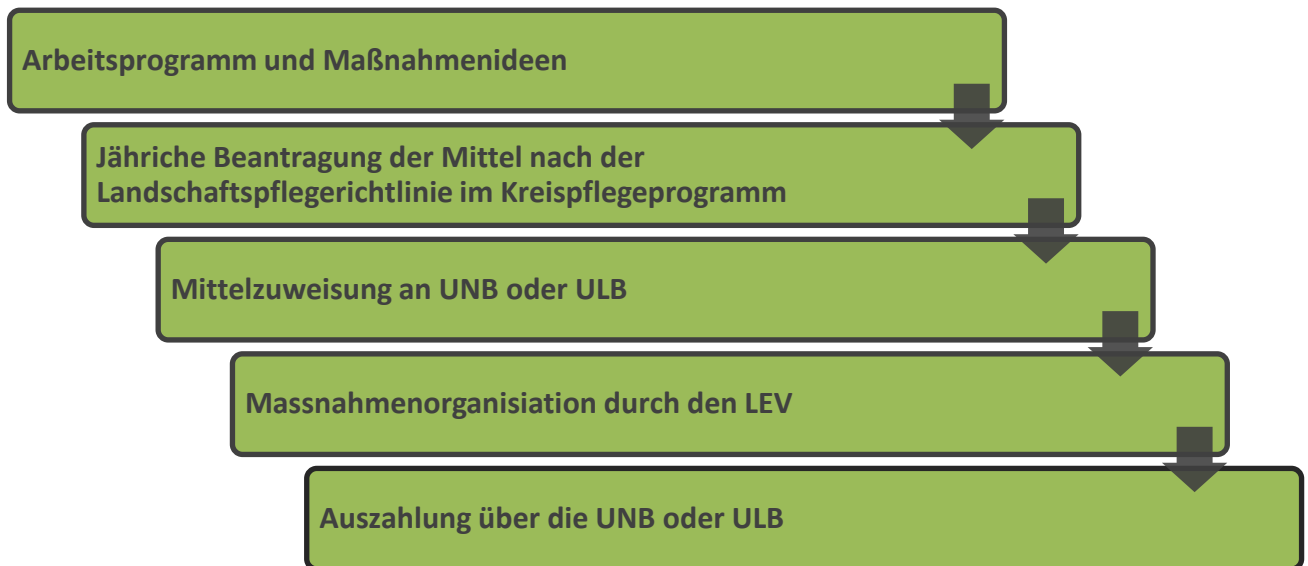 Arbeitsprogramm und Maßnahmenideen
Jähriche Beantragung der Mittel nach der
Landschaftspflegerichtlinie im Kreispflegeprogramm
Mittelzuweisung an UNB oder ULB
Massnahmenorganisiation durch den LEV
Auszahlung über die UNB oder ULB